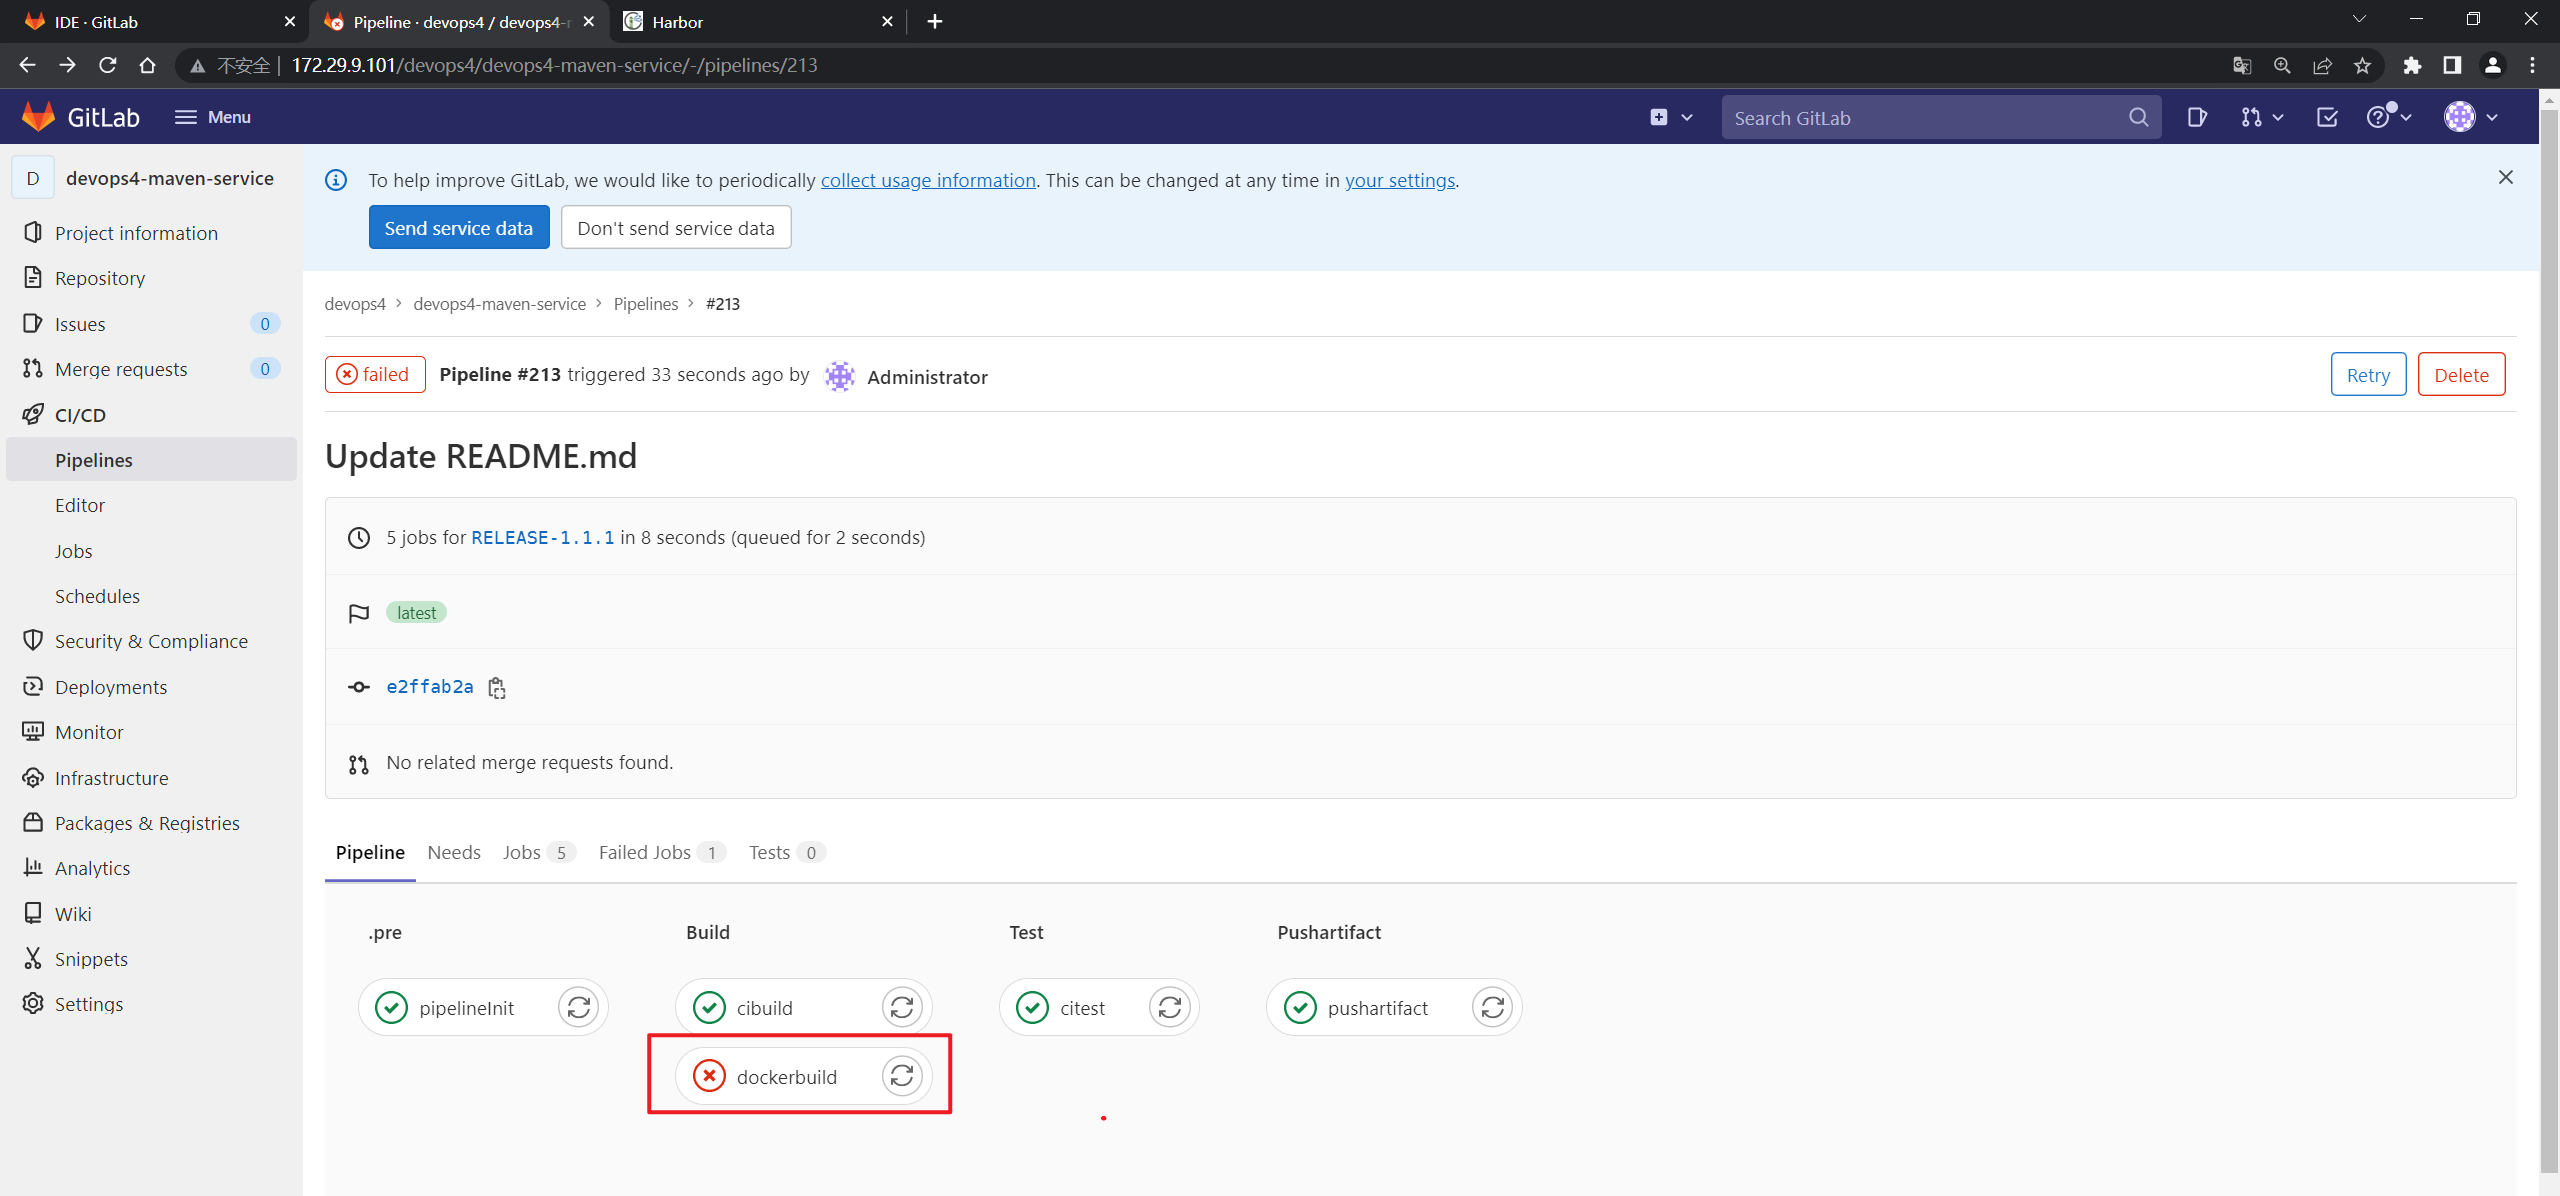 IDE · GitLab
Pipeline · devops4 / devops4-
Harbor
不安全 | 172.29.9.101/devops4/devops4-maven-service/-/pipelines/213
GitLab
Menu
Search GitLab
D devops4-maven-service
Project information
Repository
Issues 0
Merge requests 0
CI/CD
Pipelines
Editor
Jobs
Schedules
Security & Compliance
Deployments
Monitor
Infrastructure
Packages & Registries
Analytics
Wiki
Snippets
Settings
To help improve GitLab, we would like to periodically collect usage information. This can be changed at any time in your settings.
Send service data Don't send service data
devops4 > devops4-maven-service > Pipelines > #213
failed Pipeline #213 triggered 33 seconds ago by Administrator
Retry Delete
Update README.md
5 jobs for RELEASE-1.1.1 in 8 seconds (queued for 2 seconds)
latest
e2ffab2a
No related merge requests found.
Pipeline Needs Jobs 5 Failed Jobs 1 Tests 0
.pre Build Test Pushartifact
pipelineInit cibuild citest pushartifact
dockerbuild